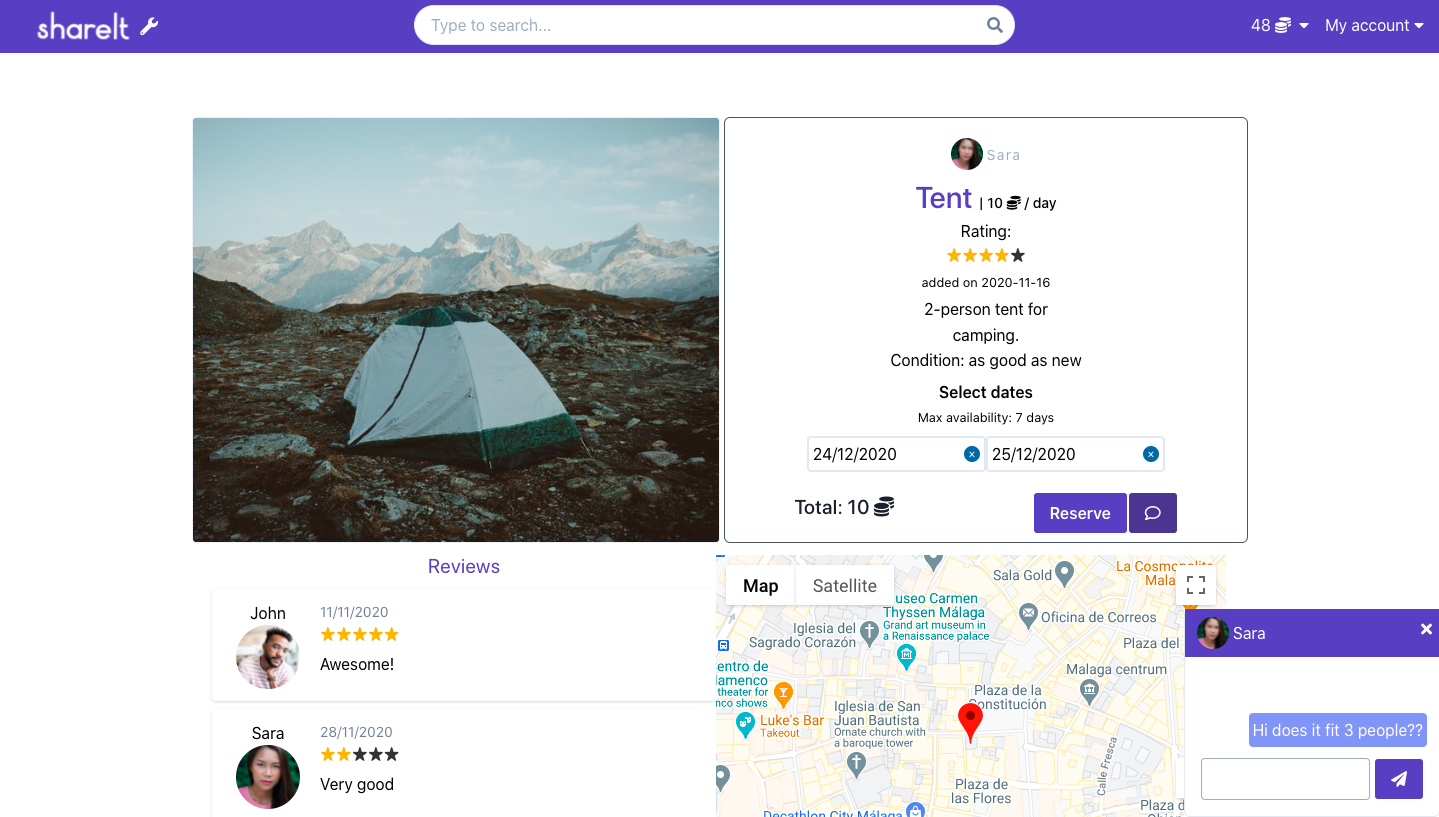 shareIt
Type to search...
48
My account
Sara
Tent | 10 / day
Rating:
added on 2020-11-16
2-person tent for
camping.
Condition: as good as new
Select dates
Max availability: 7 days
24/12/2020
25/12/2020
Total: 10
Reserve
Reviews
John
11/11/2020
Awesome!
Sara
28/11/2020
Very good
Map
Satellite
Sala Gold
La Cosmopolita
Mala
useo Carmen
Thyssen Málaga
Grand art museum in
a Renaissance palace
Oficina de Correos
Iglesia del
Sagrado Corazón
Plaza del
Malaga centrum
entro de
lamenco
theater for
nco shows
Plaza de la
Constitución
Luke's Bar
Takeout
Iglesia de San
Juan Bautista
Ornate church with
a baroque tower
Calle Fresca
Plaza de
las Flores
Plaza d
Decathlon City Málaga
Sara
Hi does it fit 3 people??